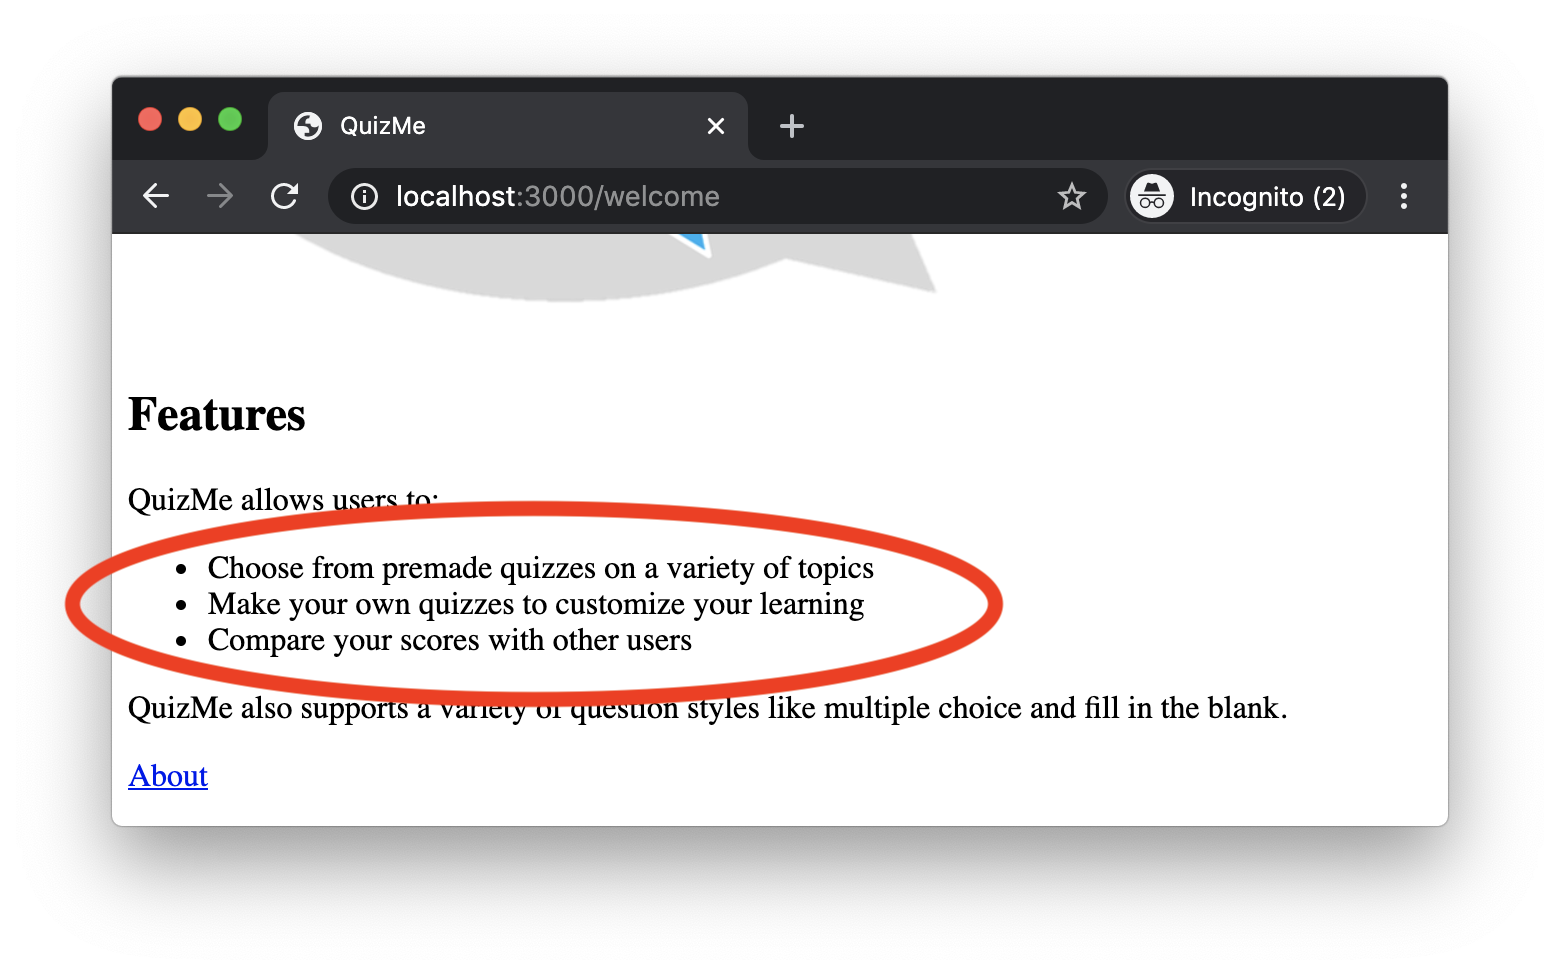 QuizMe
localhost:3000/welcome
Incognito (2)
Features
QuizMe allows users to:
Choose from premade quizzes on a variety of topics
Make your own quizzes to customize your learning
Compare your scores with other users
QuizMe also supports a variety of question styles like multiple choice and fill in the blank.
About